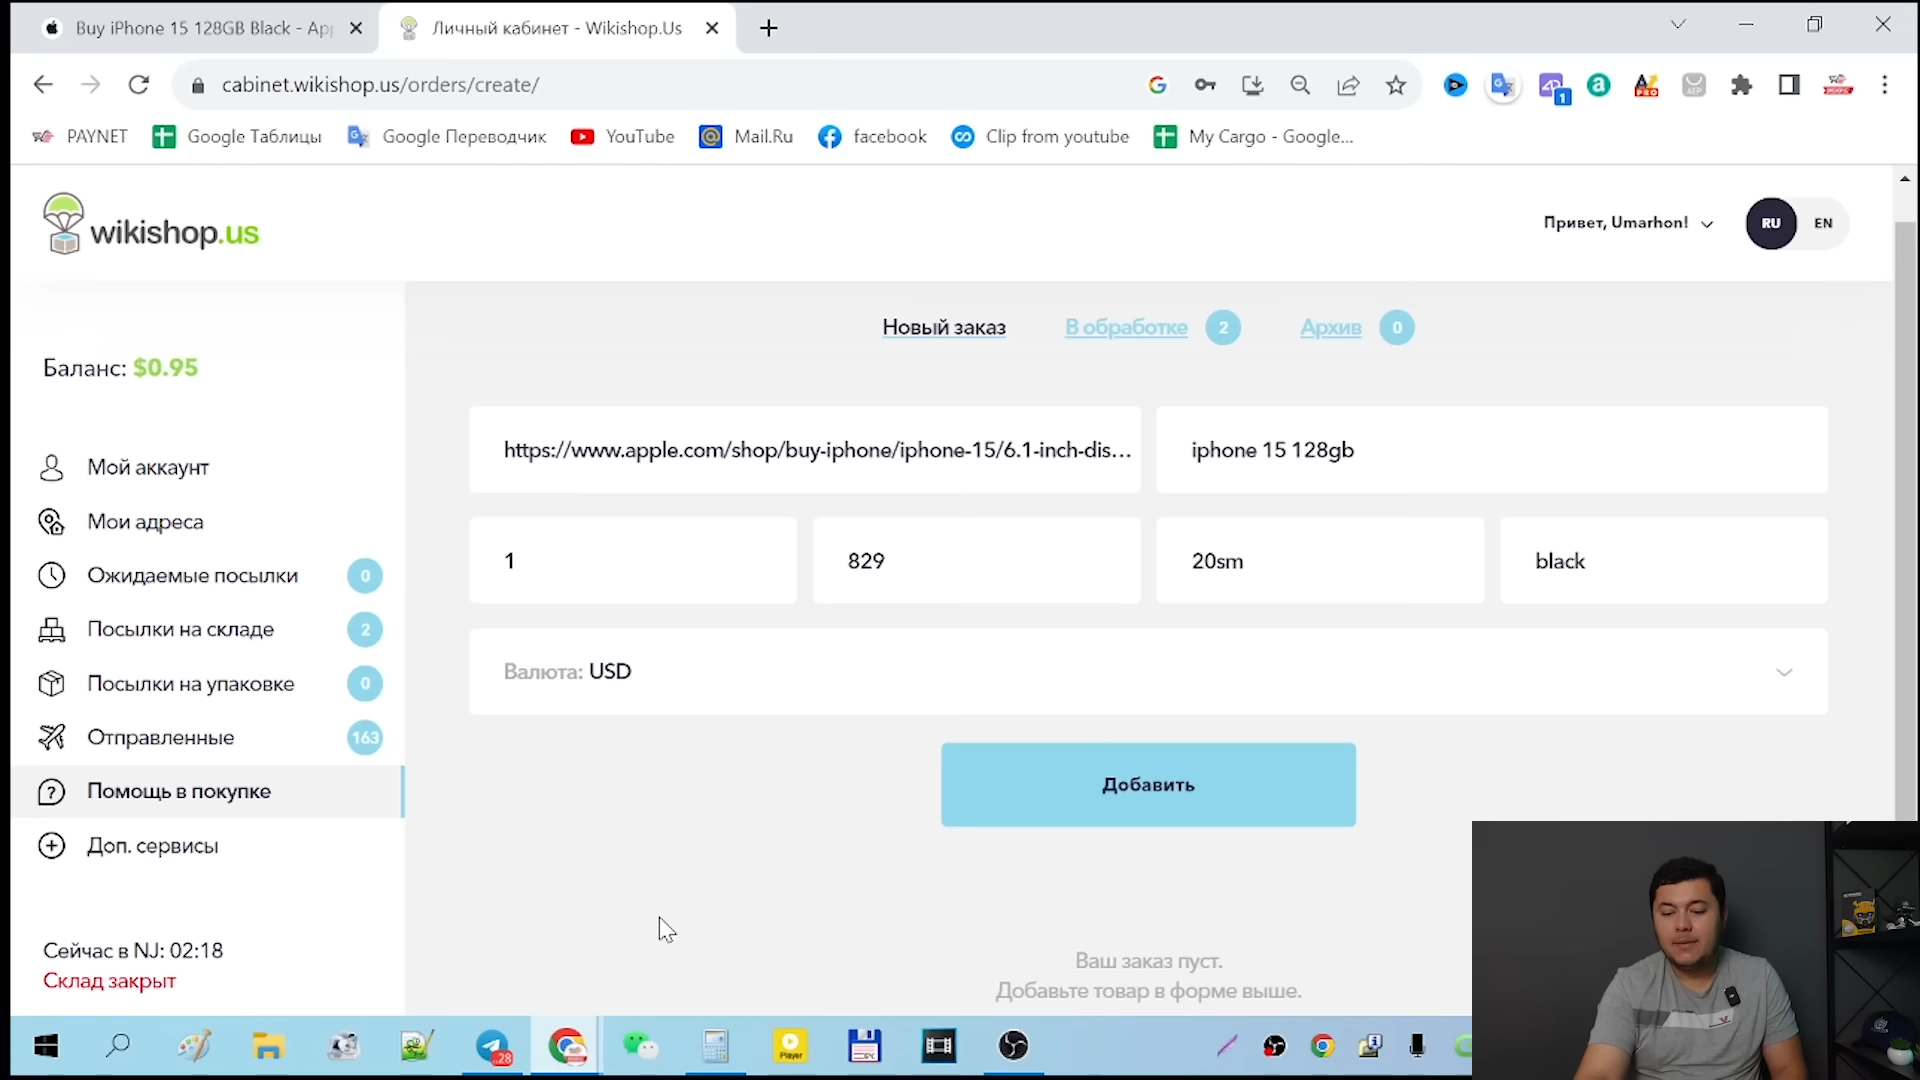 Buy iPhone 15 128GB Black - App
Личный кабинет - Wikishop.Us
cabinet.wikishop.us/orders/create/
PAYNET
Google Таблицы
Google Переводчик
YouTube
Mail.Ru
facebook
Clip from youtube
My Cargo - Google...
wikishop.us
Привет, Umarhon!
RU
EN
Новый заказ
В обработке 2
Архив 0
Баланс: $0.95
https://www.apple.com/shop/buy-iphone/iphone-15/6.1-inch-dis...
iphone 15 128gb
Мой аккаунт
Мои адреса
Ожидаемые посылки 0
Посылки на складе 2
Посылки на упаковке 0
Отправленные 163
Помощь в покупке
Доп. сервисы
1
829
20sm
black
Валюта: USD
Добавить
Сейчас в NJ: 02:18
Склад закрыт
Ваш заказ пуст.
Добавьте товар в форме выше.
28
Player